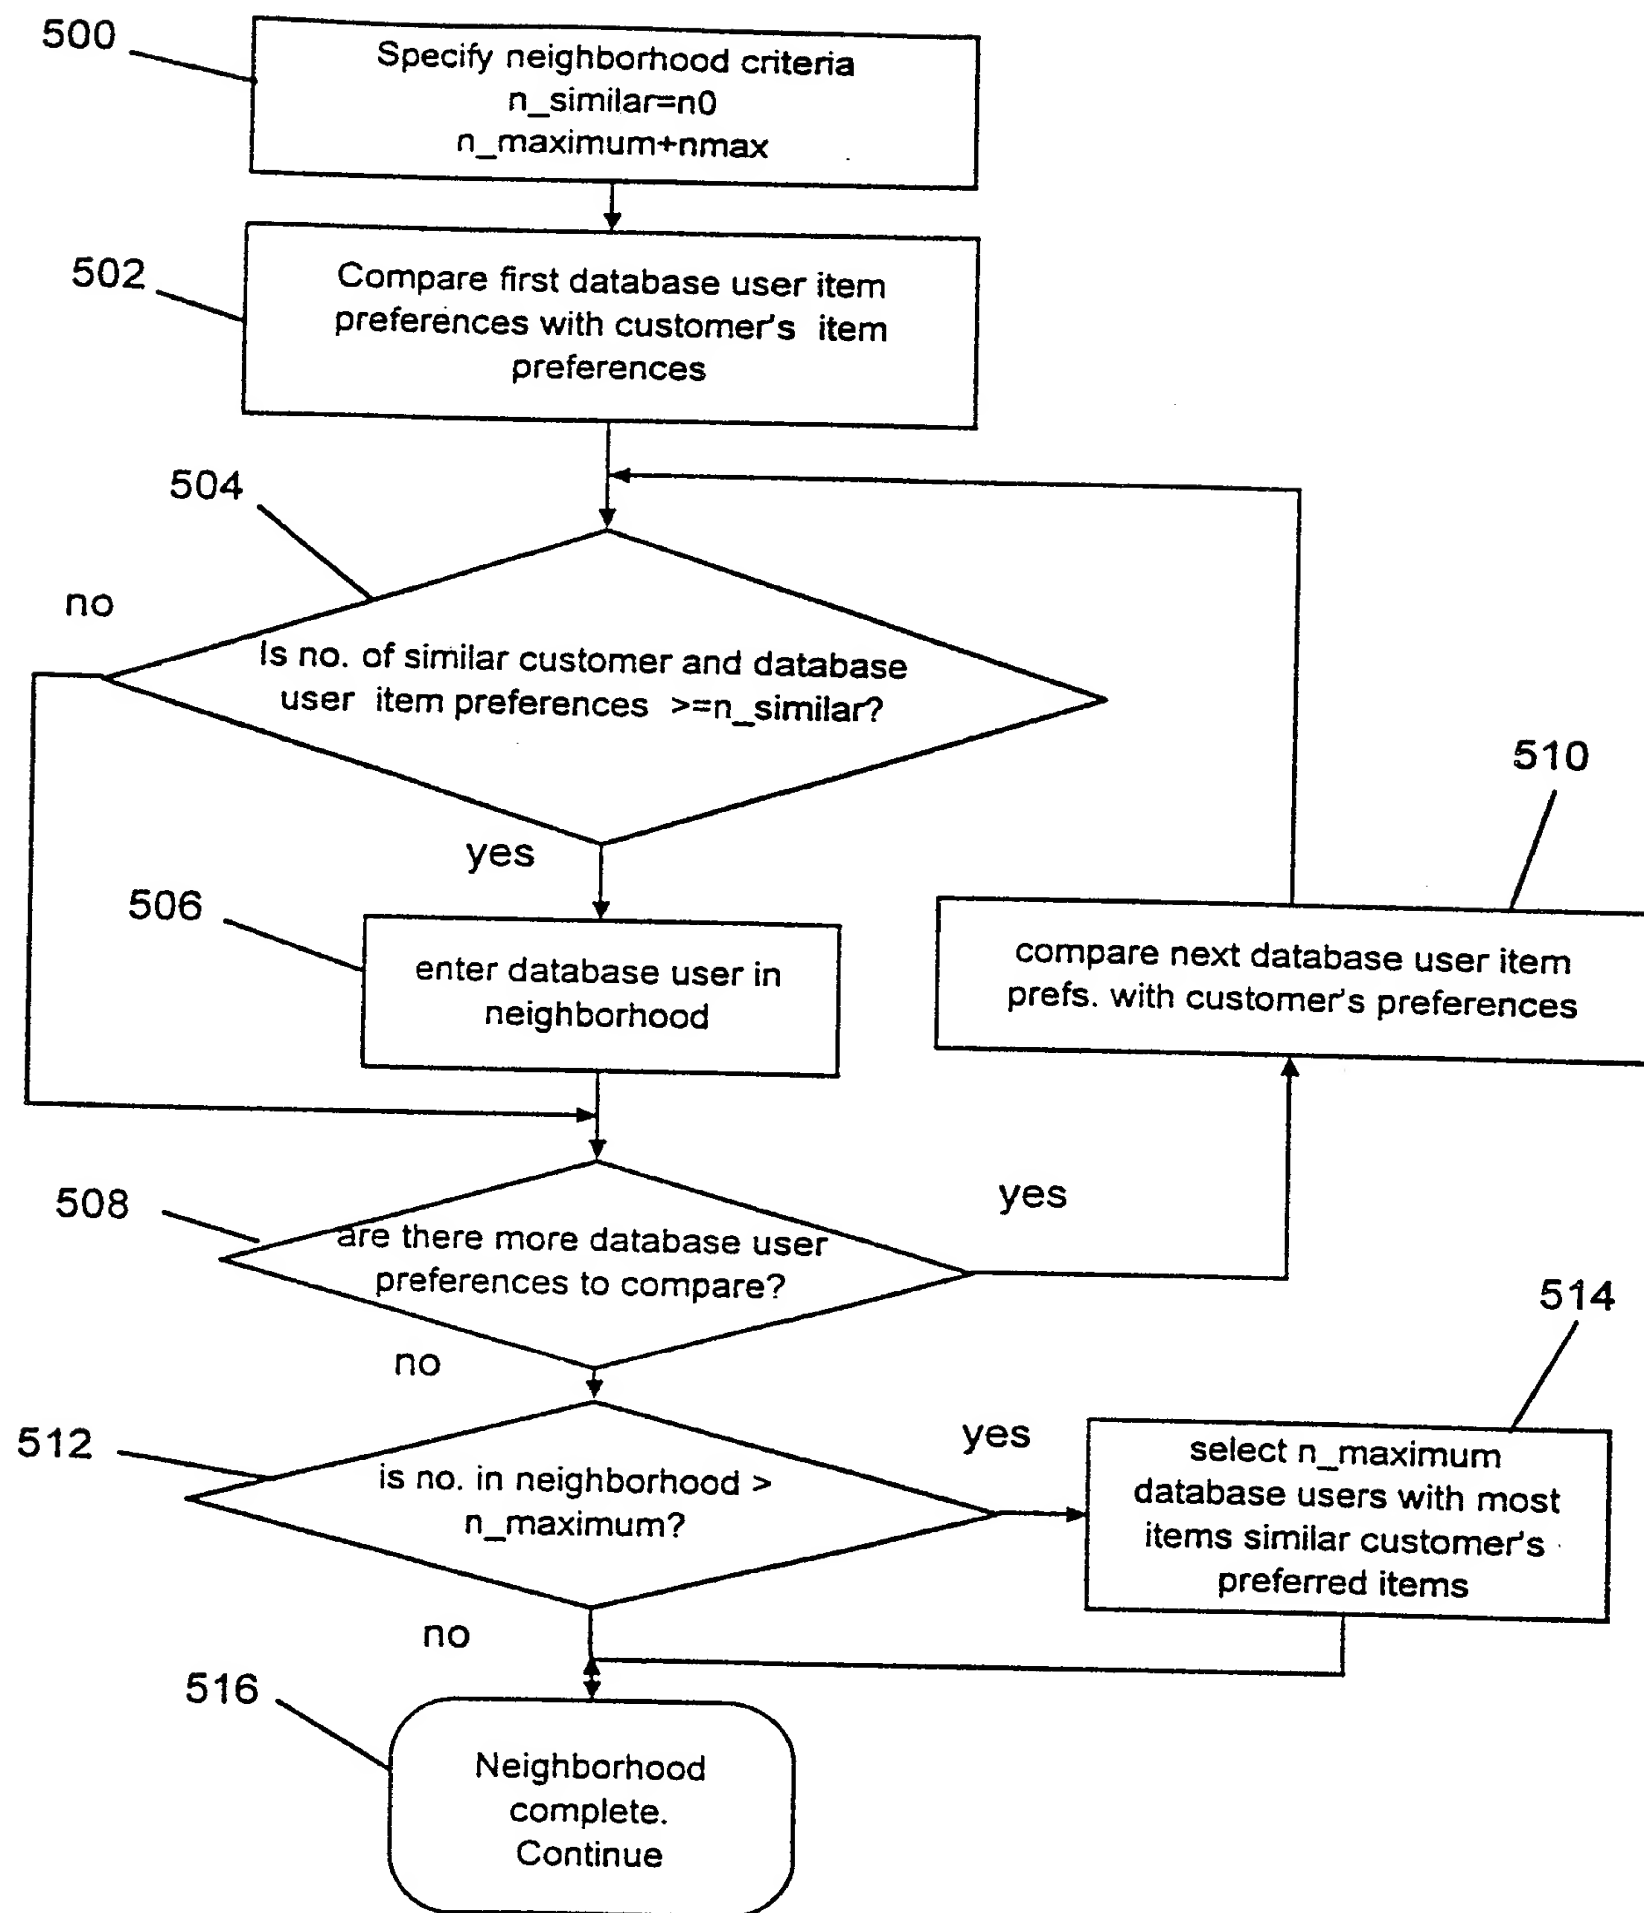 500
Specify neighborhood criteria
n_similar=n0
n_maximum+nmax
502
Compare first database user item
preferences with customer's item
preferences
504
no
Is no. of similar customer and database
user item preferences >=n_similar?
yes
506
enter database user in
neighborhood
510
compare next database user item
prefs. with customer's preferences
508
are there more database user
preferences to compare?
yes
no
512
is no. in neighborhood >
n_maximum?
yes
514
select n_maximum
database users with most
items similar customer's
preferred items
no
516
Neighborhood
complete.
Continue